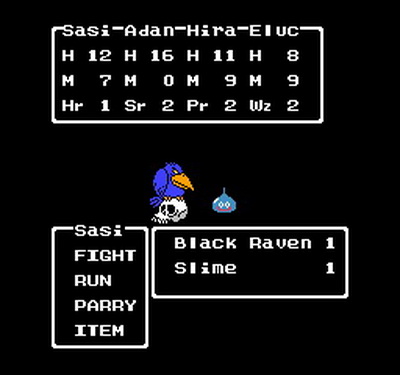 Sasi Adan Hira Eluc
H 12 H 16 H 11 H 8
M 7 M 0 M 9 M 9
Hr 1 Sr 2 Pr 2 Wz 2
Sasi
FIGHT
RUN
PARRY
ITEM
Black Raven 1
Slime 1